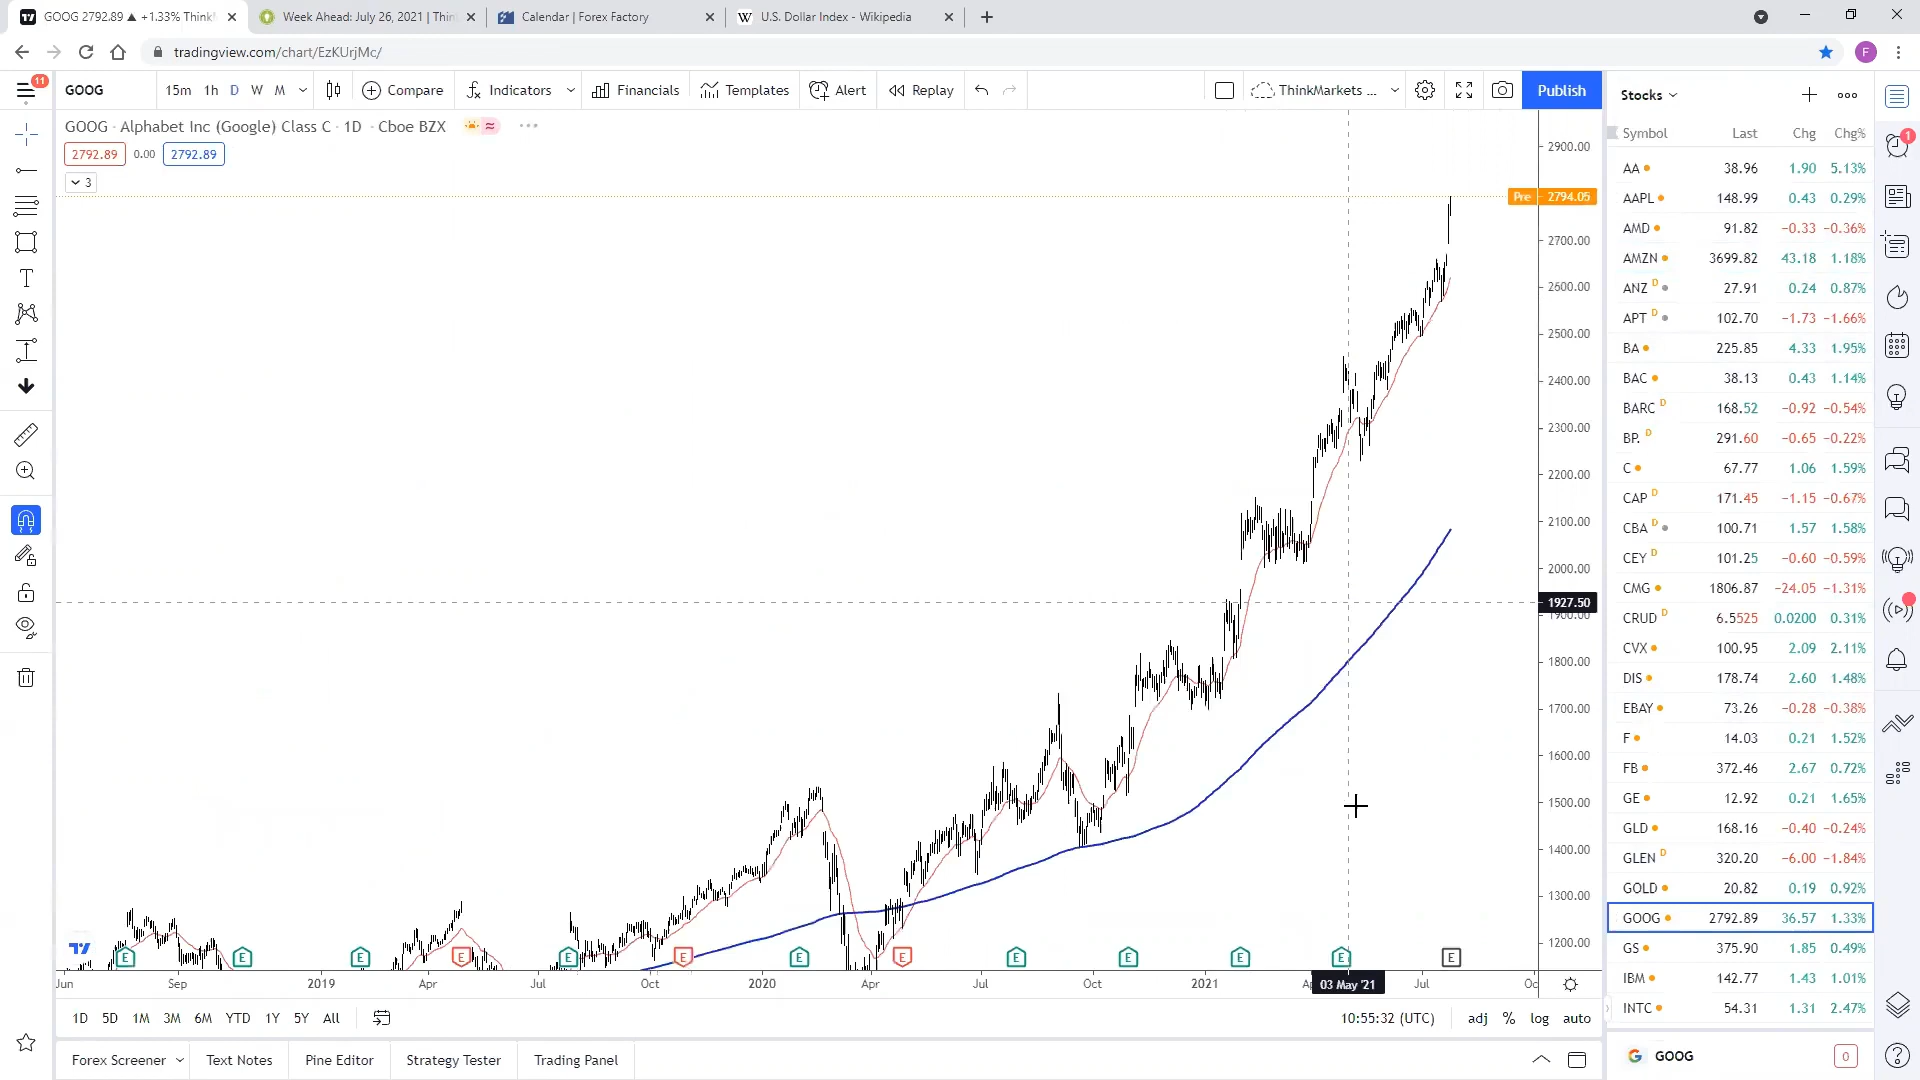 GOOG 2792.89 ▲ +1.33% Think
Week Ahead: July 26, 2021 | Think
Calendar | Forex Factory
U.S. Dollar Index - Wikipedia
tradingview.com/chart/EzKUrjMc/
F
11
GOOG
15m 1h D W M
Compare
Indicators
Financials
Templates
Alert
Replay
ThinkMarkets ...
Publish
GOOG · Alphabet Inc (Google) Class C · 1D · Cboe BZX
2792.89 0.00 2792.89
3
2900.00
Pre 2794.05
2700.00
2600.00
2500.00
2400.00
2300.00
2200.00
2100.00
2000.00
1927.50
1900.00
1800.00
1700.00
1600.00
1500.00
1400.00
1300.00
1200.00
E E E E E E E E E E E E E
Jun Sep 2019 Apr Jul Oct 2020 Apr Jul Oct 2021 Ap 03 May '21 Jul Oc
1D 5D 1M 3M 6M YTD 1Y 5Y All
10:55:32 (UTC) adj % log auto
Forex Screener Text Notes Pine Editor Strategy Tester Trading Panel
Stocks
Symbol Last Chg Chg%
AA 38.96 1.90 5.13%
AAPL 148.99 0.43 0.29%
AMD 91.82 −0.33 −0.36%
AMZN 3699.82 43.18 1.18%
ANZ D 27.91 0.24 0.87%
APT D 102.70 −1.73 −1.66%
BA 225.85 4.33 1.95%
BAC 38.13 0.43 1.14%
BARC D 168.52 −0.92 −0.54%
BP. D 291.60 −0.65 −0.22%
C 67.77 1.06 1.59%
CAP D 171.45 −1.15 −0.67%
CBA D 100.71 1.57 1.58%
CEY D 101.25 −0.60 −0.59%
CMG 1806.87 −24.05 −1.31%
CRUD D 6.5525 0.0200 0.31%
CVX 100.95 2.09 2.11%
DIS 178.74 2.60 1.48%
EBAY 73.26 −0.28 −0.38%
F 14.03 0.21 1.52%
FB 372.46 2.67 0.72%
GE 12.92 0.21 1.65%
GLD 168.16 −0.40 −0.24%
GLEN D 320.20 −6.00 −1.84%
GOLD 20.82 0.19 0.92%
GOOG 2792.89 36.57 1.33%
GS 375.90 1.85 0.49%
IBM 142.77 1.43 1.01%
INTC 54.31 1.31 2.47%
GOOG 0
1